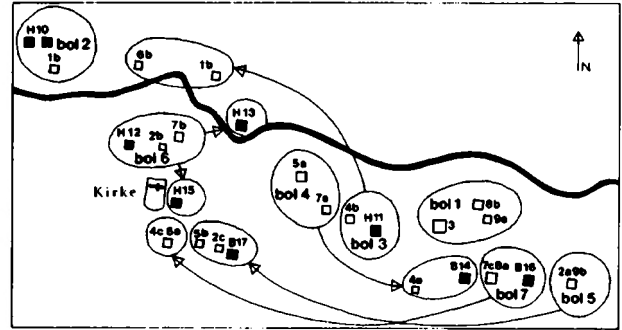 H10
bol 2
1b
6b
1b
N
H13
H12
2b
7b
bol 6
Kirke
H15
4c 6a
5b
2c
B17
5a
bol 4
7a
4b
H11
bol 3
bol 1
8b
3
9a
4a
B14
7c8a
B16
bol 7
2a9b
bol 5